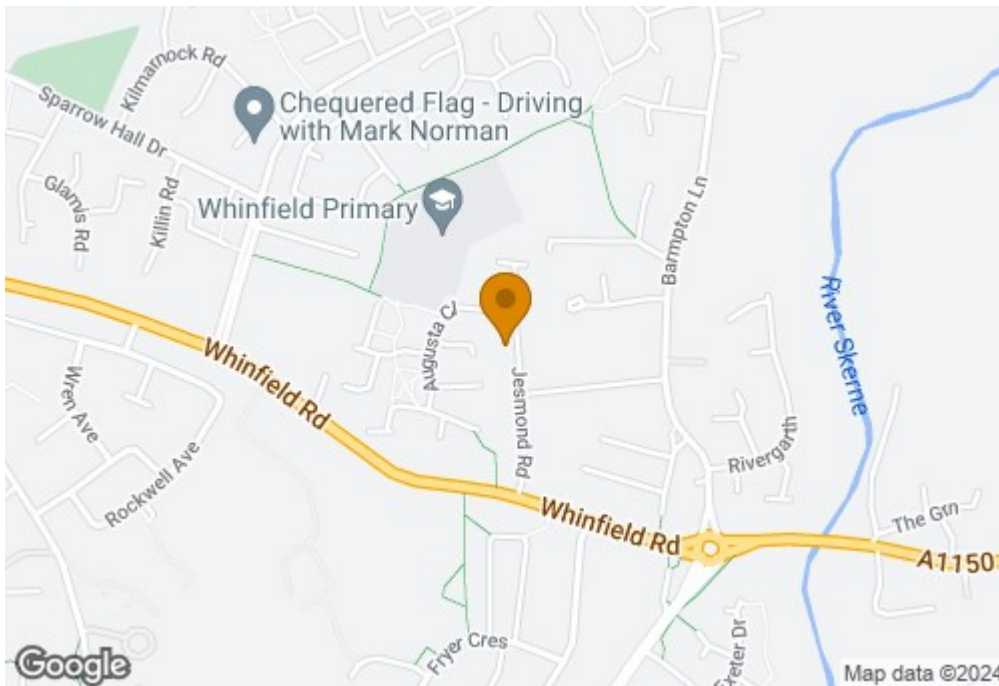 Kilmarnock Rd
Sparrow Hall Dr
Chequered Flag - Driving
with Mark Norman
Glamis Rd
Killin Rd
Whinfield Primary
Barmpton Ln
River Skerne
Augusta Cl
Whinfield Rd
Jesmond Rd
Wren Ave
Rockwell Ave
Rivergarth
Whinfield Rd
The Grn
A1150
Fryer Cres
Exeter Dr
Google
Map data ©2024